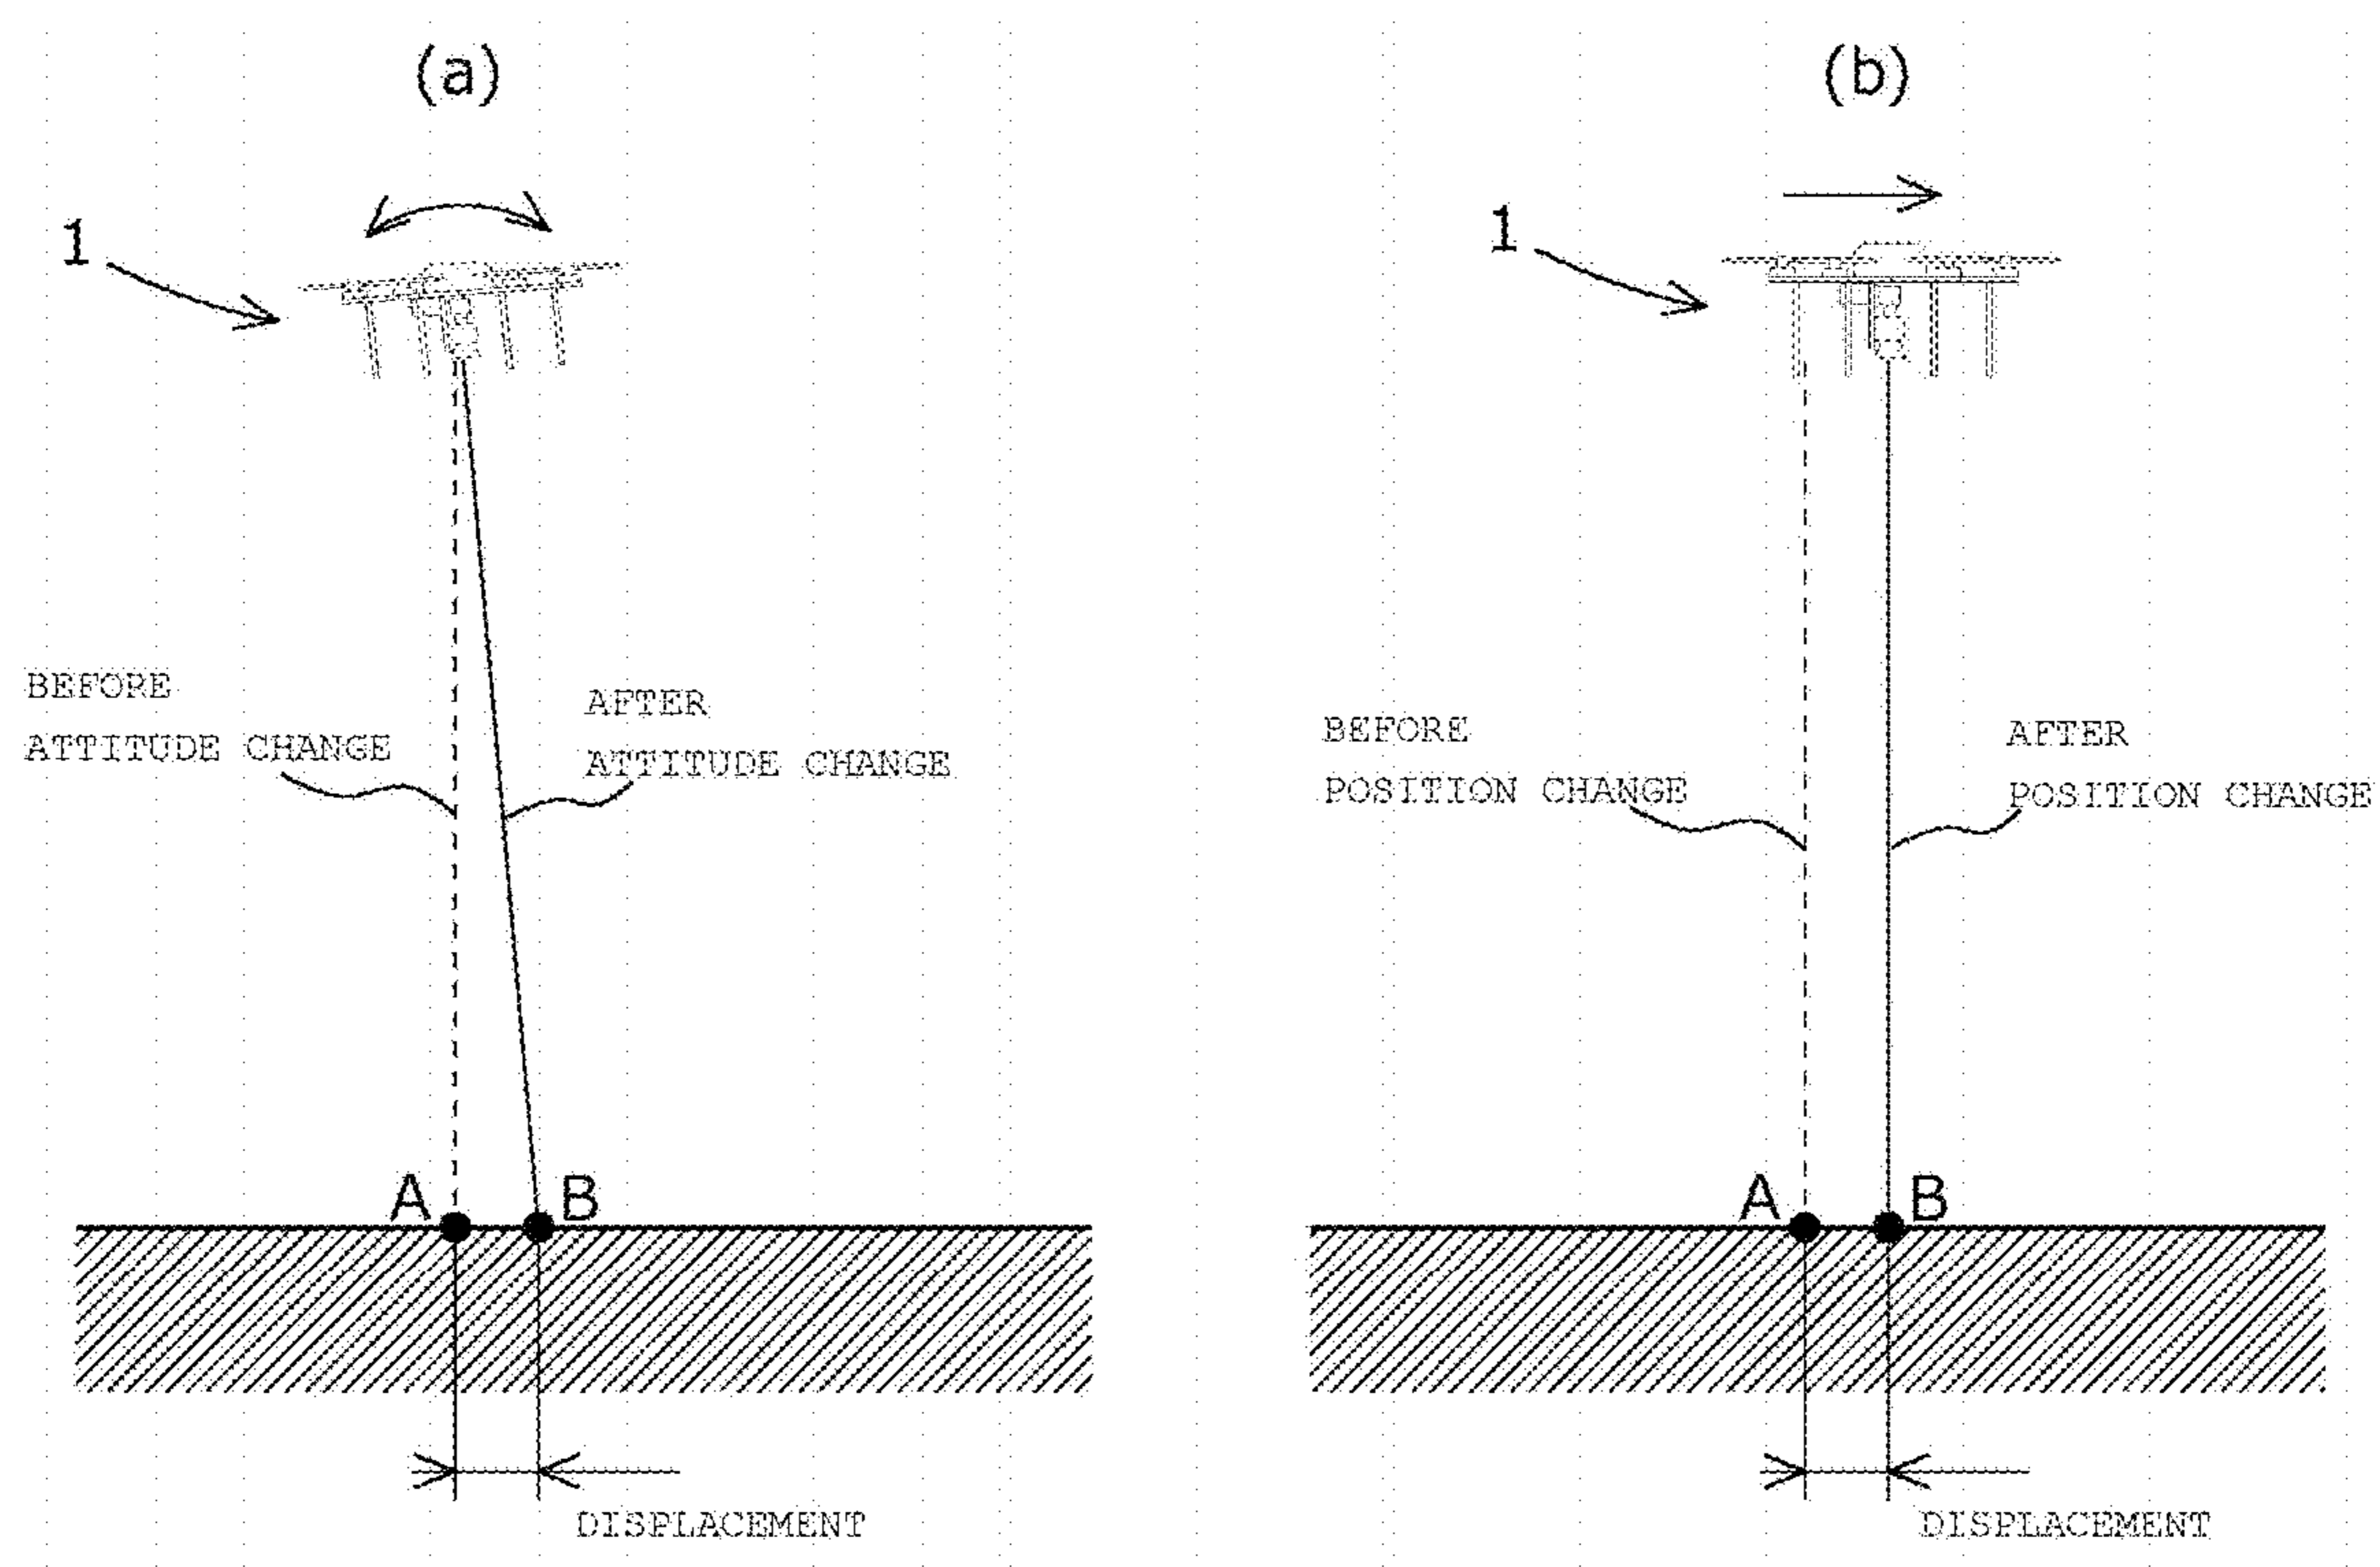 (a)
1
BEFORE
ATTITUDE CHANGE
AFTER
ATTITUDE CHANGE
A
B
DISPLACEMENT
(b)
1
BEFORE
POSITION CHANGE
AFTER
POSITION CHANGE
A
B
DISPLACEMENT